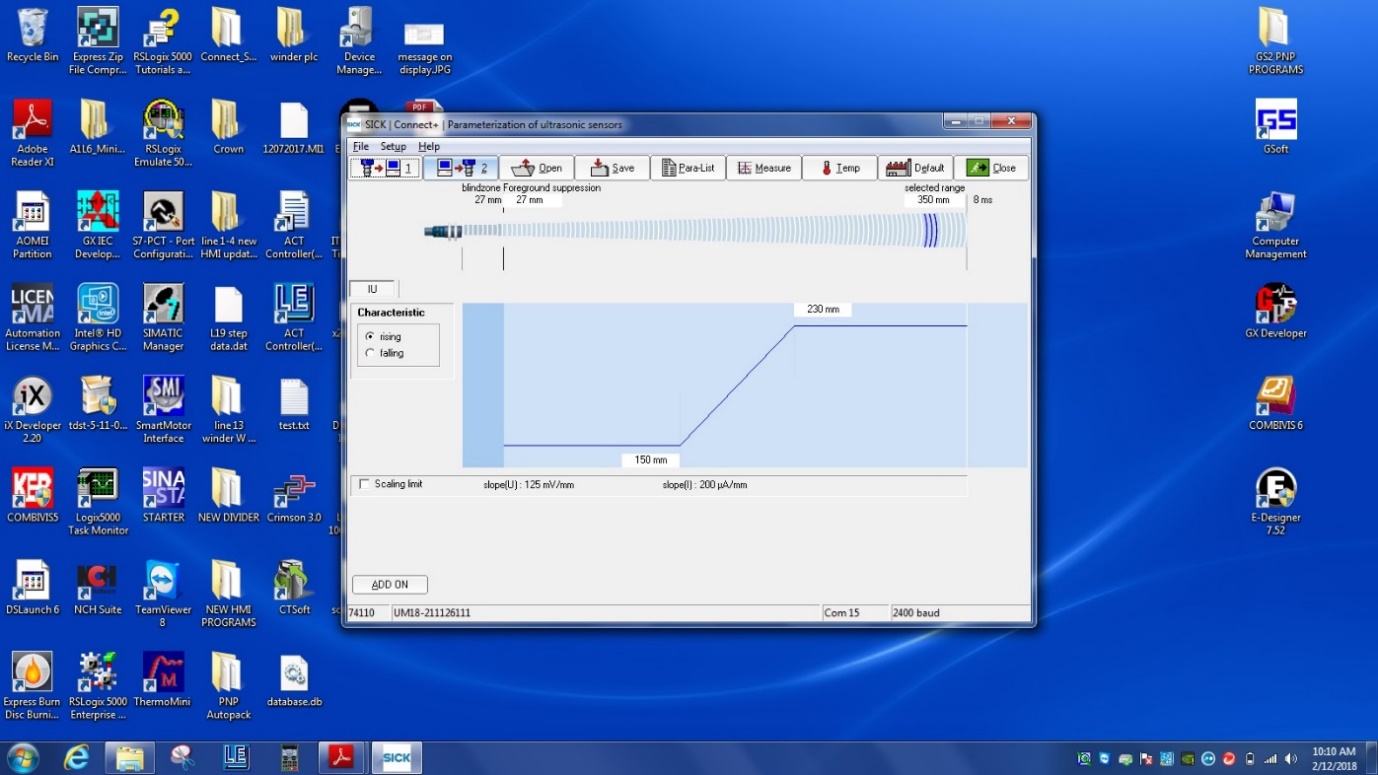 Recycle Bin
Express Zip
File Compr...
RSLogix 5000
Tutorials a...
Connect_S...
winder plc
Device
Manage...
message on
display.JPG
GS2 PNP
PROGRAMS
Adobe
Reader XI
A1L6_Mini...
RSLogix
Emulate 50...
Crown
12072017.MI1
PDF
GS
GSoft
SICK | Connect+ | Parameterization of ultrasonic sensors
File Setup Help
1
2
Open
Save
Para-List
Measure
Temp
Default
Close
blindzone Foreground suppression
27 mm 27 mm
selected range
350 mm 8 ms
IU
Characteristic
rising
falling
230 mm
150 mm
Scaling limit
slope(U) : 125 mV/mm
slope(I) : 200 µA/mm
ADD ON
74110 UM18-211126111 Com 15 2400 baud
AOMEI
Partition
GX IEC
Develop...
S7-PCT - Port
Configurati...
line 1-4 new
HMI updat...
ACT
Controller(...
Computer
Management
Automation
License M...
Intel® HD
Graphics C...
SIMATIC
Manager
L19 step
data.dat
LE
ACT
Controller(...
GX Developer
iX
iX Developer
2.20
tdst-5-11-0...
SMI
SmartMotor
Interface
line 13
winder W ...
test.txt
COMBIVIS 6
KEB
COMBIVIS5
Logix5000
Task Monitor
STARTER
NEW DIVIDER
Crimson 3.0
E-Designer
7.52
DSLaunch 6
NCH
NCH Suite
TeamViewer
8
NEW HMI
PROGRAMS
CTSoft
Express Burn
Disc Burni...
RSLogix 5000
Enterprise ...
ThermoMini
PNP
Autopack
database.db
LE
SICK
10:10 AM
2/12/2018